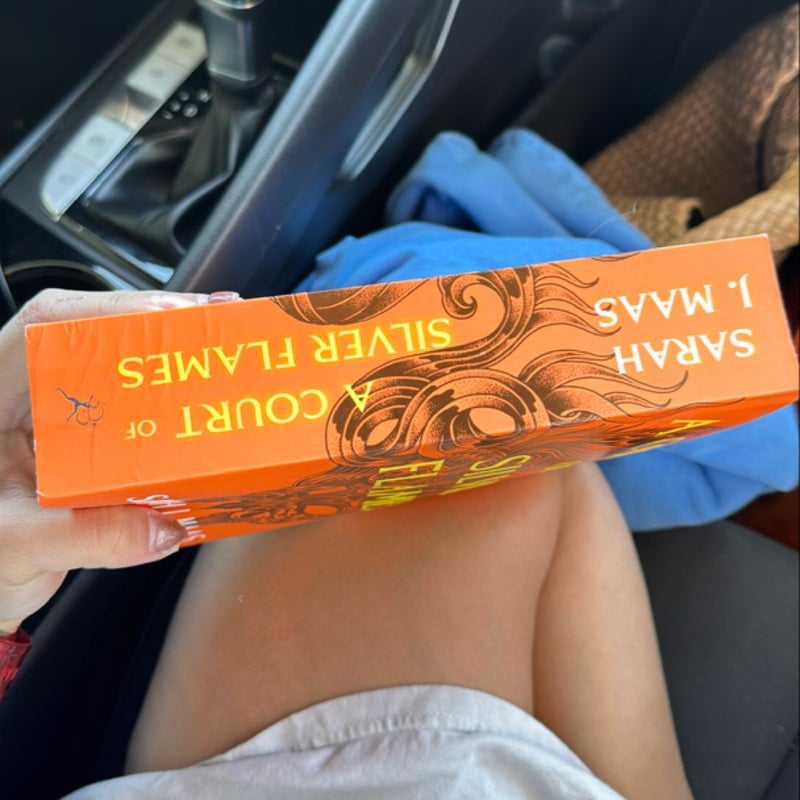 SARAH
J. MAAS
A COURT OF
SILVER FLAMES